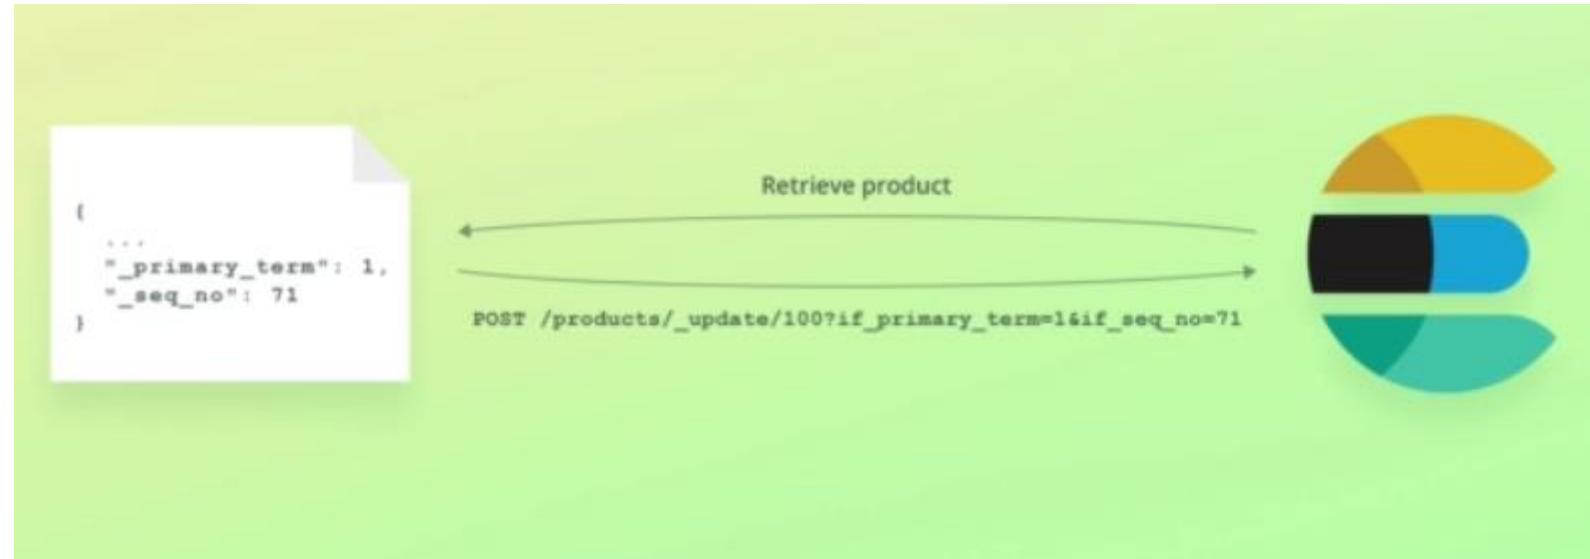 {
...
"_primary_term": 1,
"_seq_no": 71
}
Retrieve product
POST /products/_update/100?if_primary_term=1&if_seq_no=71